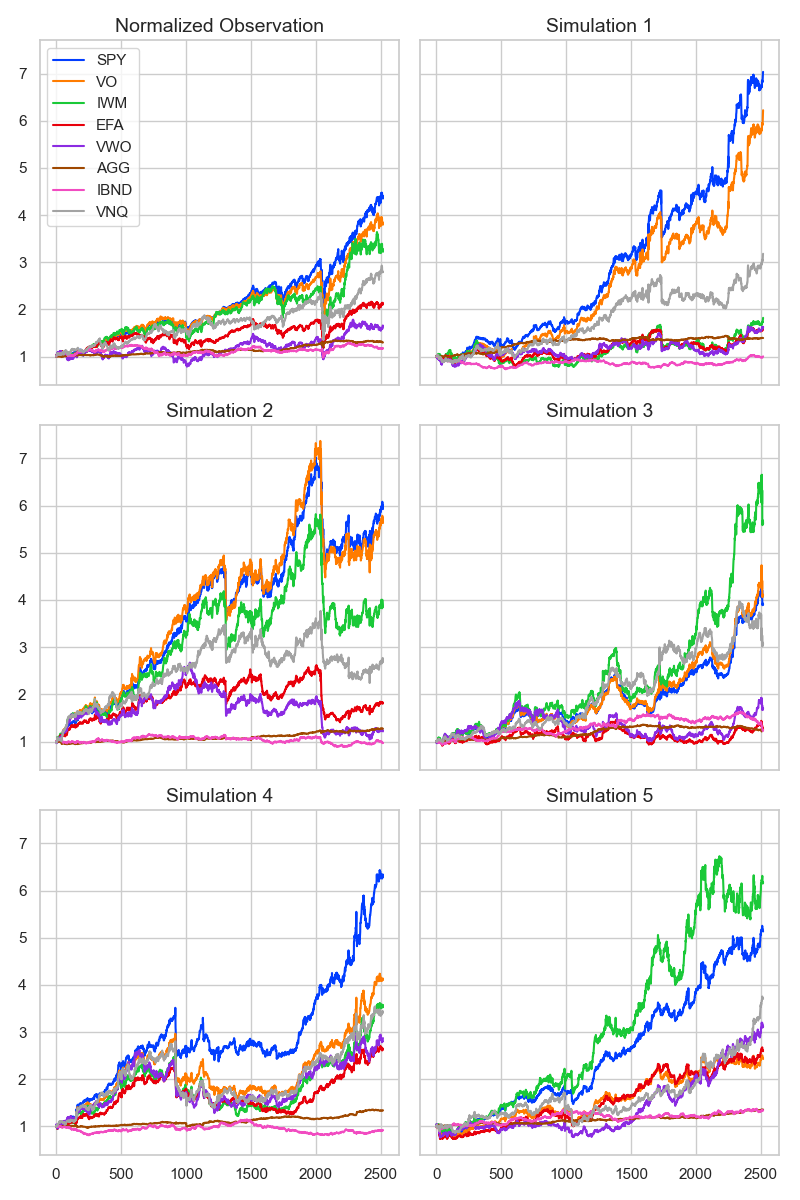 Normalized Observation
Simulation 1
SPY
VO
IWM
EFA
VWO
AGG
IBND
VNQ
7
6
5
4
3
2
1
Simulation 2
Simulation 3
7
6
5
4
3
2
1
Simulation 4
Simulation 5
7
6
5
4
3
2
1
0 500 1000 1500 2000 2500
0 500 1000 1500 2000 2500